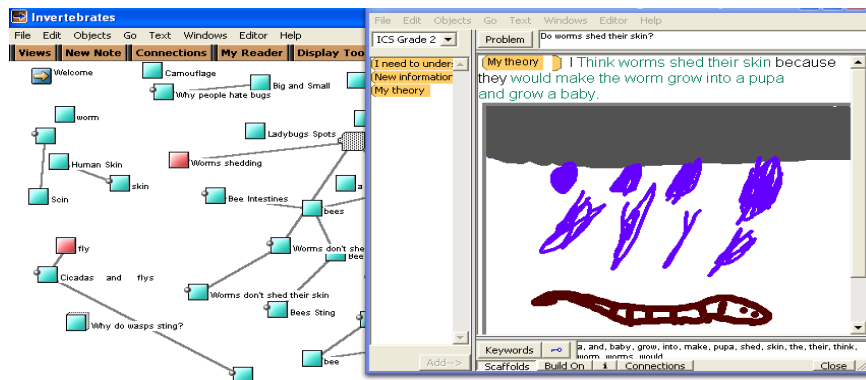 Invertebrates
File Edit Objects Go Text Windows Editor Help
Views New Note Connections My Reader Display Too
Welcome
Camouflage
Big and Small
Why people hate bugs
worm
Ladybugs Spots
Human Skin
Worms shedding
skin
Scin
Bee Intestines
a
bees
fly
Worms don't she
Bee
Cicadas and flys
Worms don't shed their skin
Bees Sting
Why do wasps sting?
bee
File Edit Objects Go Text Windows Editor Help
ICS Grade 2
Problem
Do worms shed their skin?
I need to unders
New information
My theory
My theory I Think worms shed their skin because
they would make the worm grow into a pupa
and grow a baby.
Add-->
Keywords
a, and, baby, grow, into, make, pupa, shed, skin, the, their, think,
worm, worms, would
Scaffolds Build On i Connections Close